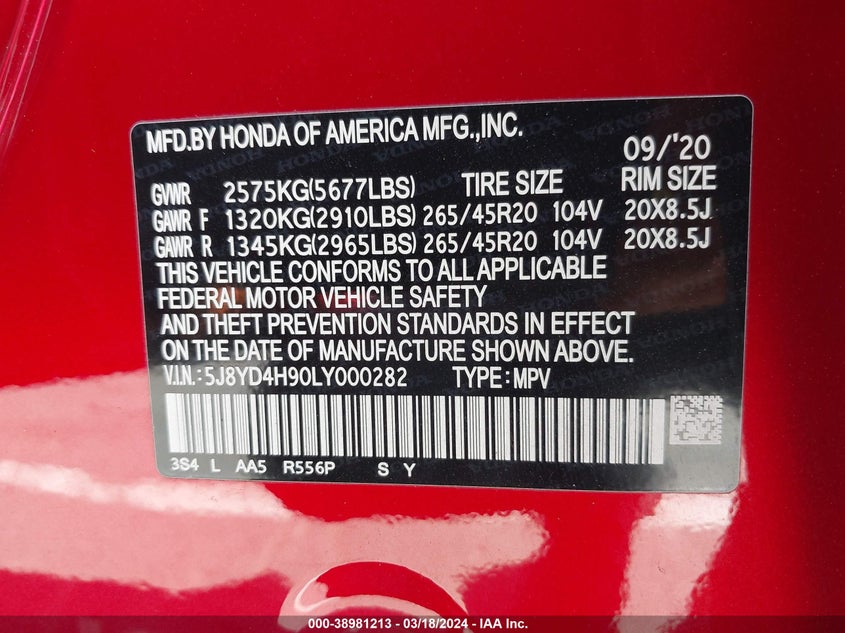 MFD.BY HONDA OF AMERICA MFG.,INC.
09/'20
GVWR 2575KG(5677LBS) TIRE SIZE RIM SIZE
GAWR F 1320KG(2910LBS) 265/45R20 104V 20X8.5J
GAWR R 1345KG(2965LBS) 265/45R20 104V 20X8.5J
THIS VEHICLE CONFORMS TO ALL APPLICABLE
FEDERAL MOTOR VEHICLE SAFETY
AND THEFT PREVENTION STANDARDS IN EFFECT
ON THE DATE OF MANUFACTURE SHOWN ABOVE.
V.I.N.:5J8YD4H90LY000282 TYPE:MPV
3S4 L AA5 R556P S Y
000-38981213 - 03/18/2024 - IAA Inc.